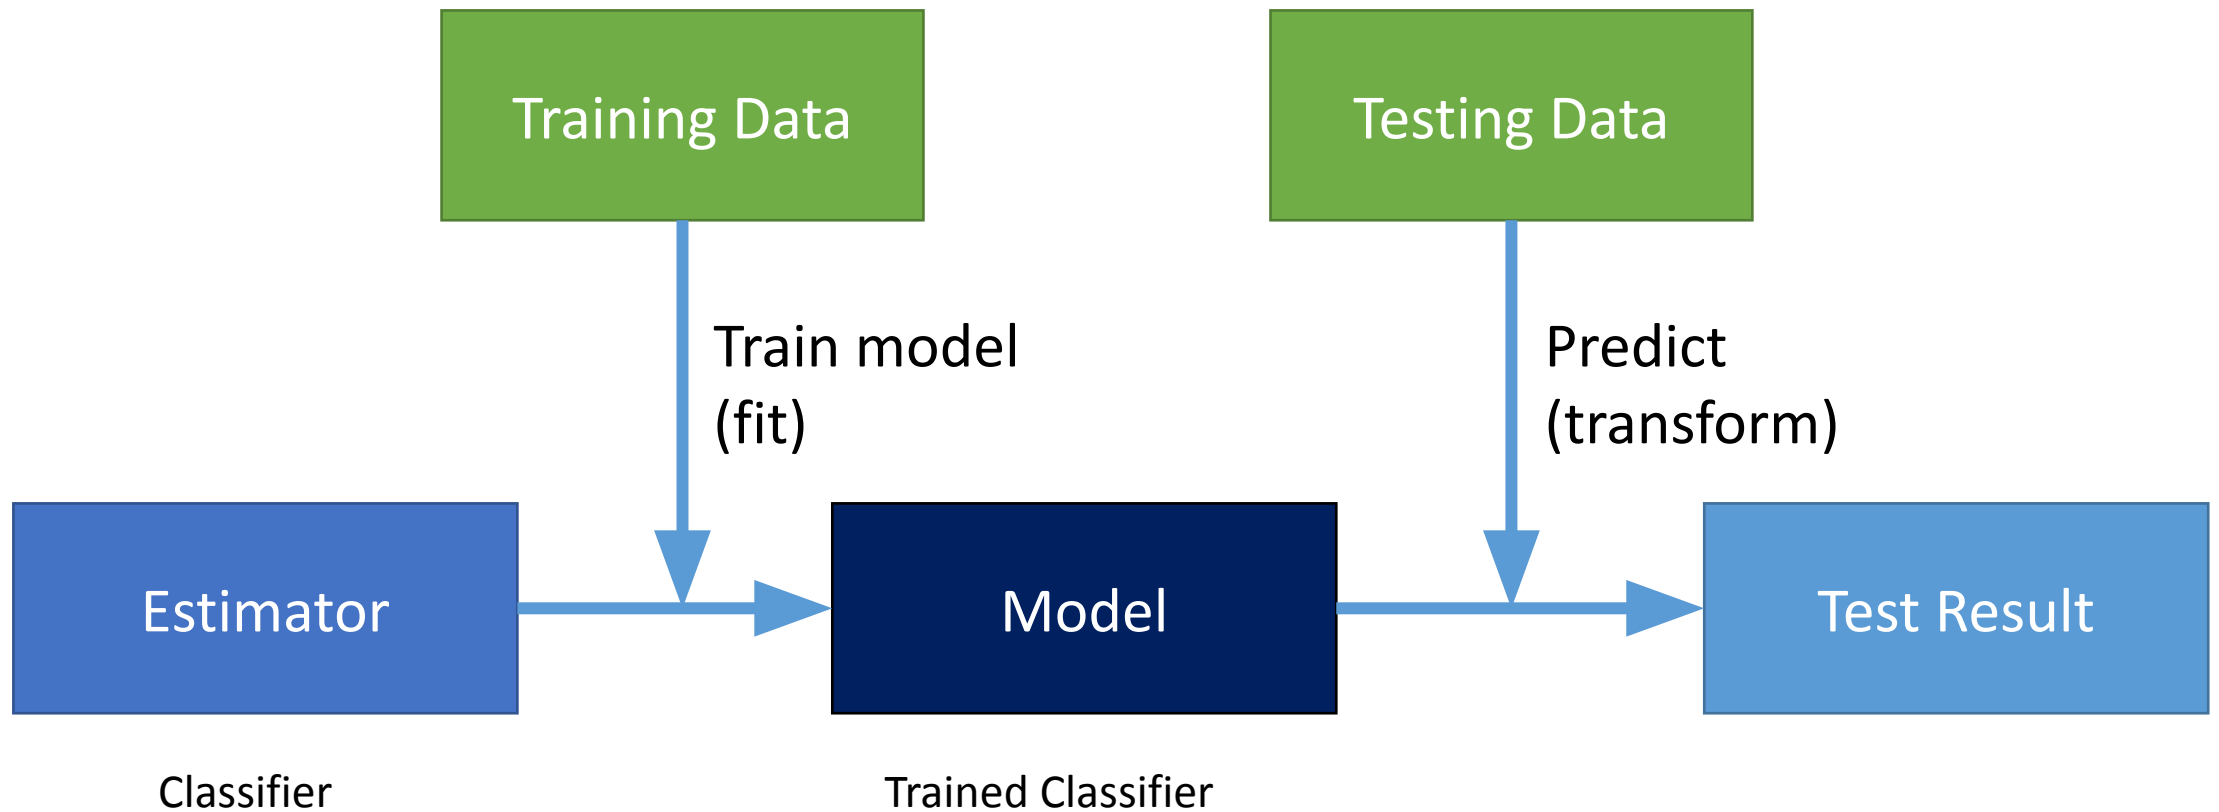 Training Data
Testing Data
Train model
(fit)
Predict
(transform)
Estimator
Model
Test Result
Classifier
Trained Classifier